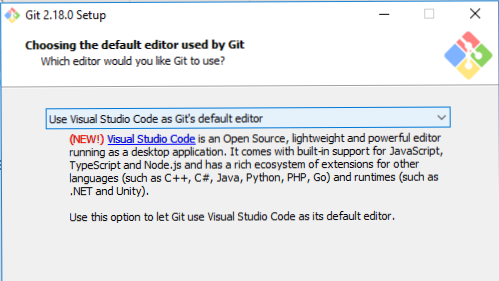 Git 2.18.0 Setup
Choosing the default editor used by Git
Which editor would you like Git to use?
Use Visual Studio Code as Git's default editor
(NEW!) Visual Studio Code is an Open Source, lightweight and powerful editor
running as a desktop application. It comes with built-in support for JavaScript,
TypeScript and Node.js and has a rich ecosystem of extensions for other
languages (such as C++, C#, Java, Python, PHP, Go) and runtimes (such as
.NET and Unity).
Use this option to let Git use Visual Studio Code as its default editor.